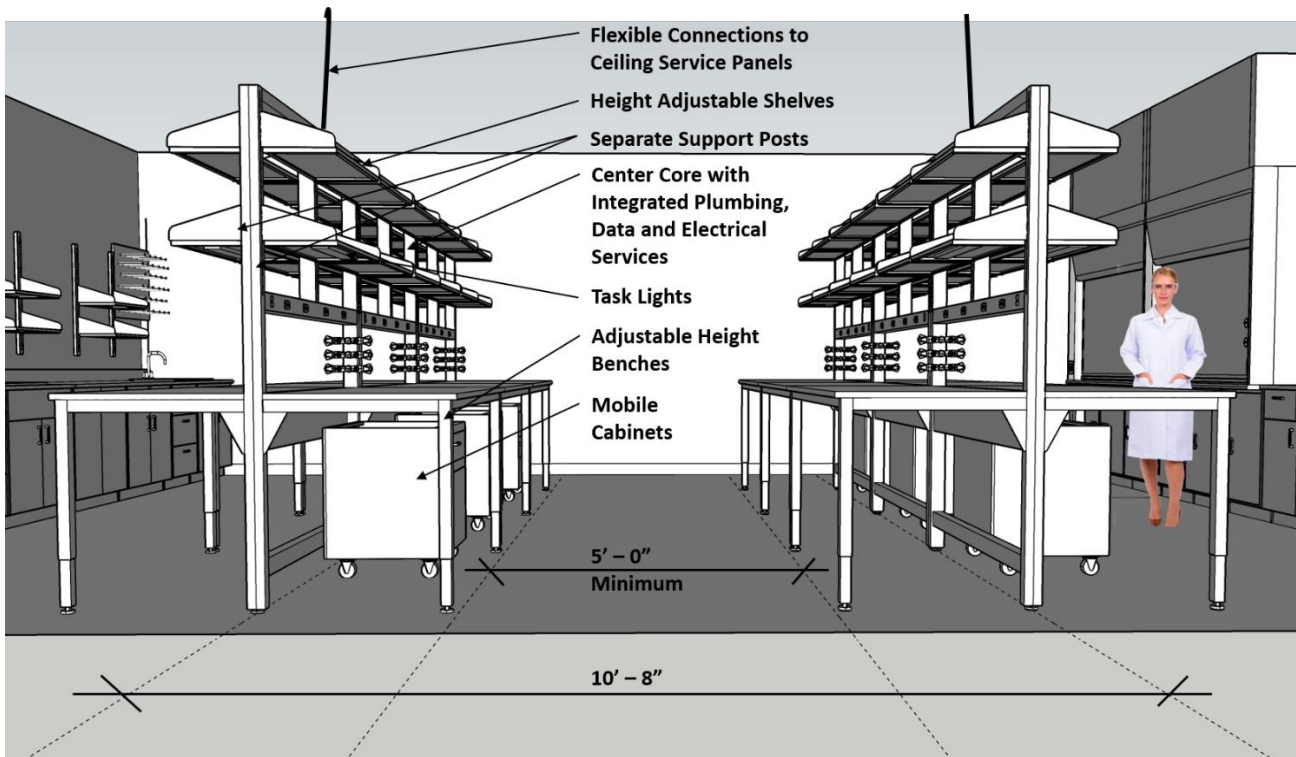 Flexible Connections to
Ceiling Service Panels
Height Adjustable Shelves
Separate Support Posts
Center Core with
Integrated Plumbing,
Data and Electrical
Services
Task Lights
Adjustable Height
Benches
Mobile
Cabinets
5’ – 0”
Minimum
10’ – 8”